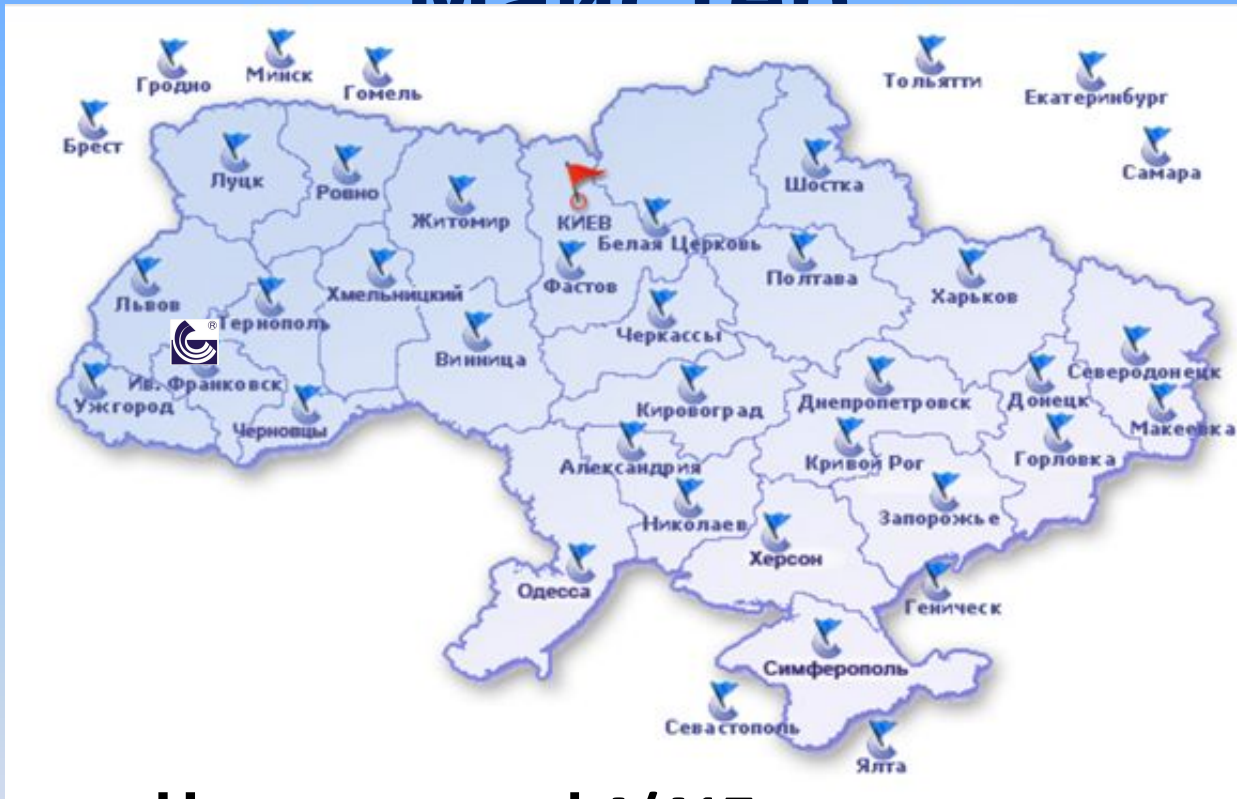 Гродно
Минск
Гомель
Брест
Тольятти
Екатеринбург
Самара
Луцк
Ровно
Житомир
КИЕВ
Белая Церковь
Шостка
Львов
Тернополь
Хмельницкий
Фастов
Полтава
Харьков
Черкассы
Винница
®
Ив. Франковск
Ужгород
Черновцы
Кировоград
Днепропетровск
Донецк
Северодонецк
Макеевка
Александрия
Кривой Рог
Горловка
Николаев
Запорожье
Херсон
Одесса
Геническ
Симферополь
Севастополь
Ялта